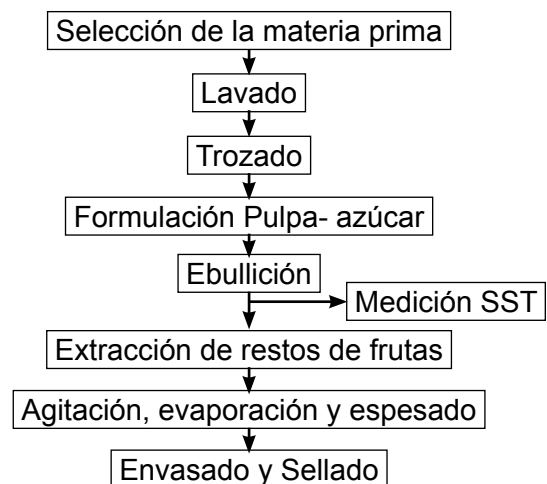 Selección de la materia prima
Lavado
Trozado
Formulación Pulpa- azúcar
Ebullición
Medición SST
Extracción de restos de frutas
Agitación, evaporación y espesado
Envasado y Sellado